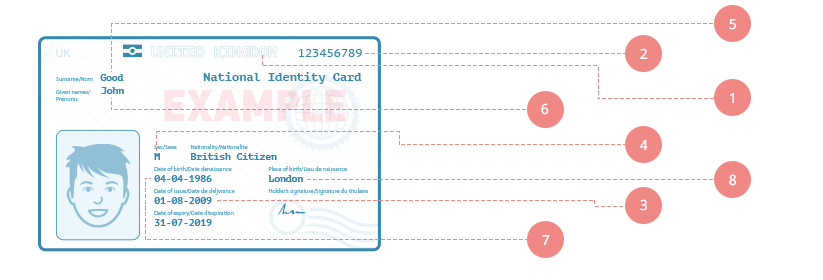 5
UK UNITED KINGDOM 123456789
2
Surname/Nom Good
National Identity Card
Given names/
Prenoms
John
EXAMPLE
1
6
4
Sex/Sexe Nationality/Nationalite
M British Citizen
Date of birth/Date de naissance Place of birth/Lieu de naissance
04-04-1986 London
8
Date of issue/Date de delivrance Holder's signature/Signature du titulaire
01-08-2009
3
Date of expiry/Date d'expiration
31-07-2019
7